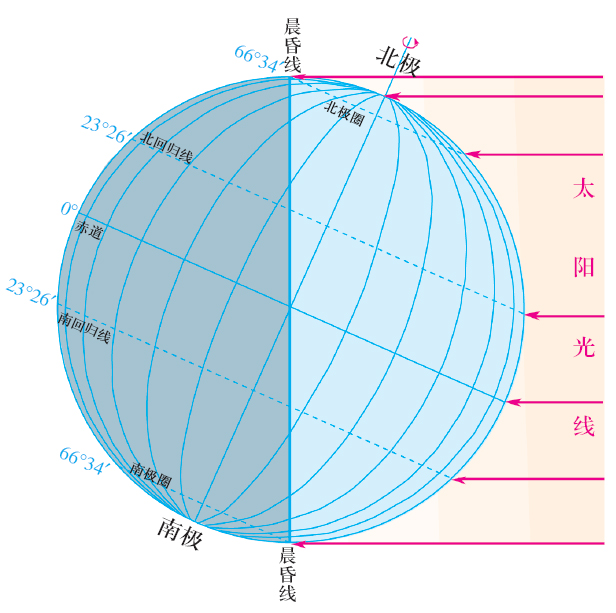 晨昏线
北极
66°34′
北极圈
23°26′
北回归线
太阳光线
0°
赤道
23°26′
南回归线
66°34′
南极圈
南极
晨昏线